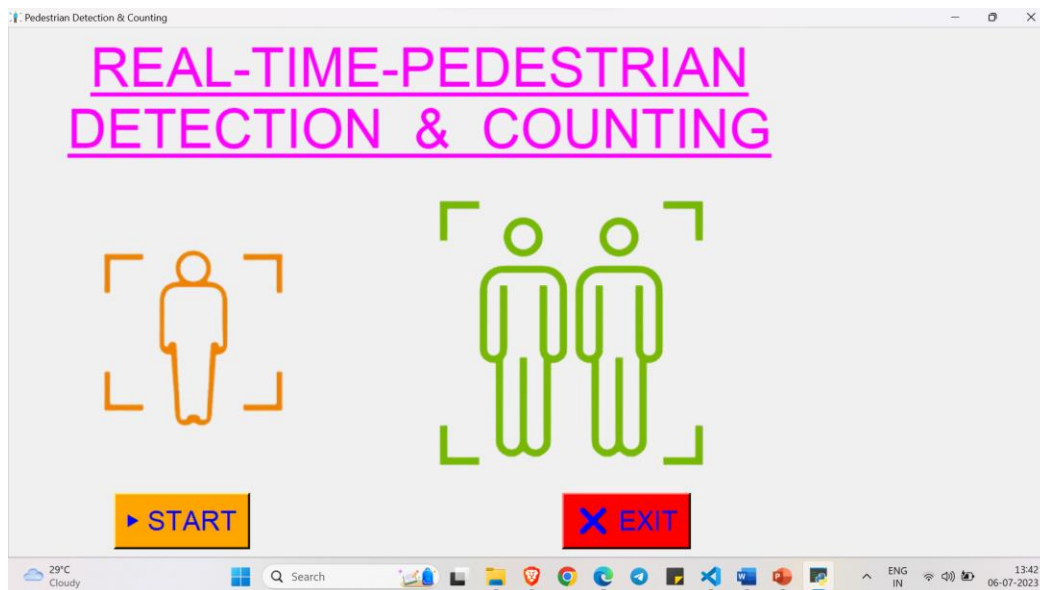 Pedestrian Detection & Counting
REAL-TIME-PEDESTRIAN
DETECTION & COUNTING
START
EXIT
29°C
Cloudy
Search
ENG
IN
13:42
06-07-2023